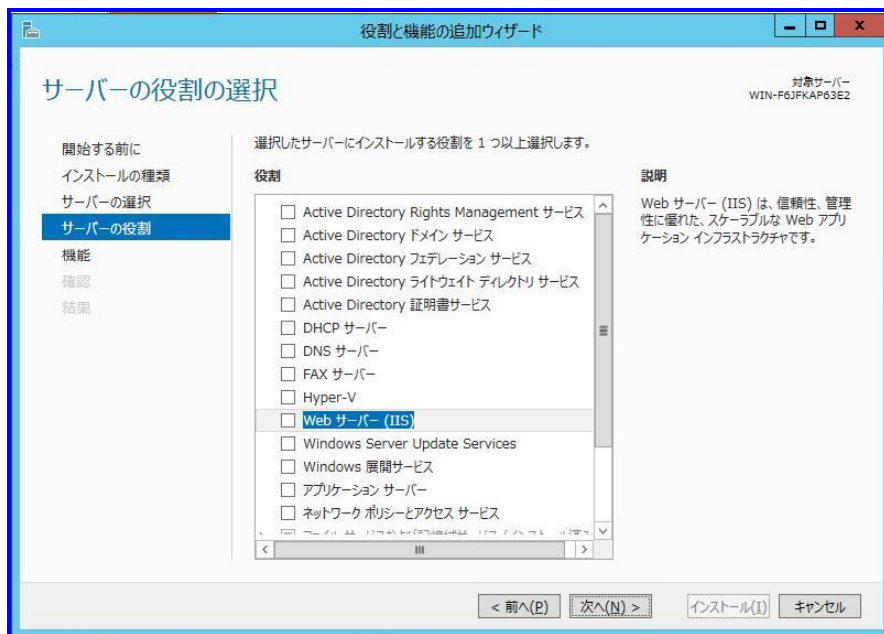 役割と機能の追加ウィザード
サーバーの役割の選択
対象サーバー
WIN-F6JFKAP63E2
開始する前に
インストールの種類
サーバーの選択
サーバーの役割
機能
確認
結果
選択したサーバーにインストールする役割を 1 つ以上選択します。
役割
Active Directory Rights Management サービス
Active Directory ドメイン サービス
Active Directory フェデレーション サービス
Active Directory ライトウェイト ディレクトリ サービス
Active Directory 証明書サービス
DHCP サーバー
DNS サーバー
FAX サーバー
Hyper-V
Web サーバー (IIS)
Windows Server Update Services
Windows 展開サービス
アプリケーション サーバー
ネットワーク ポリシーとアクセス サービス
説明
Web サーバー (IIS) は、信頼性、管理
性に優れた、スケーラブルな Web アプリ
ケーション インフラストラクチャです。
< 前へ(P)
次へ(N) >
インストール(I)
キャンセル